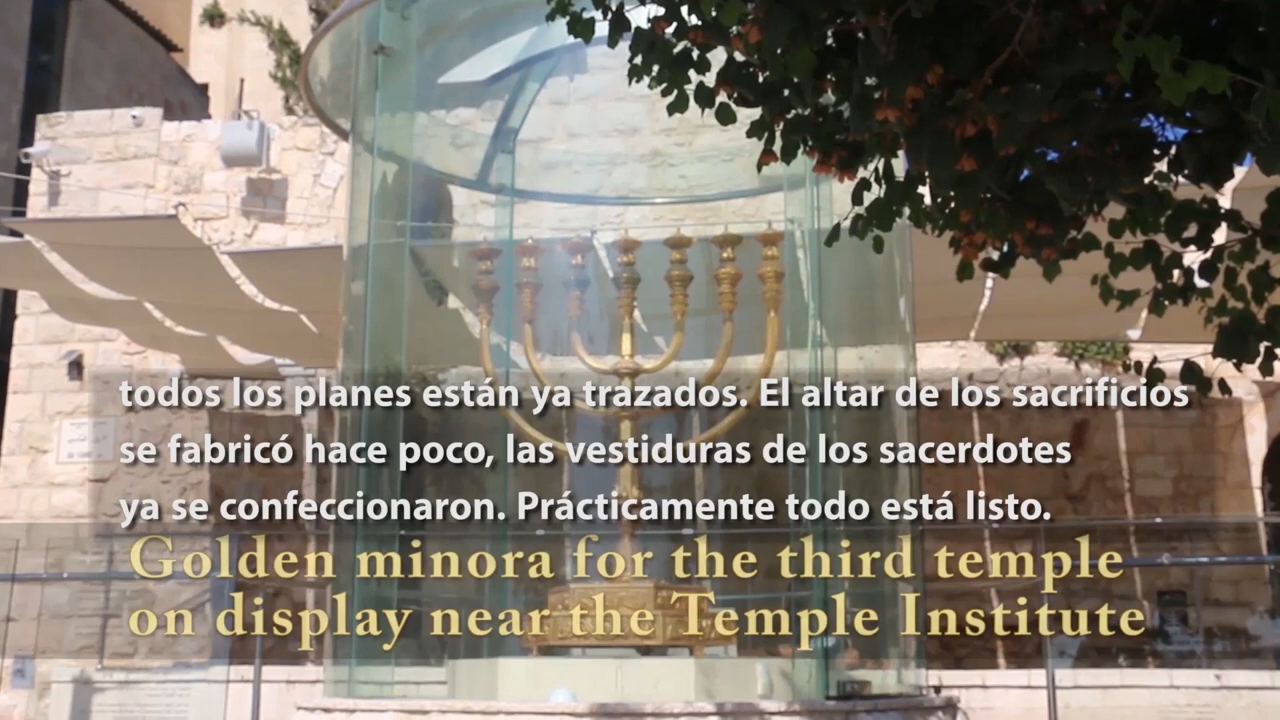 todos los planes están ya trazados. El altar de los sacrificios
se fabricó hace poco, las vestiduras de los sacerdotes
ya se confeccionaron. Prácticamente todo está listo.
Golden minora for the third temple
on display near the Temple Institute